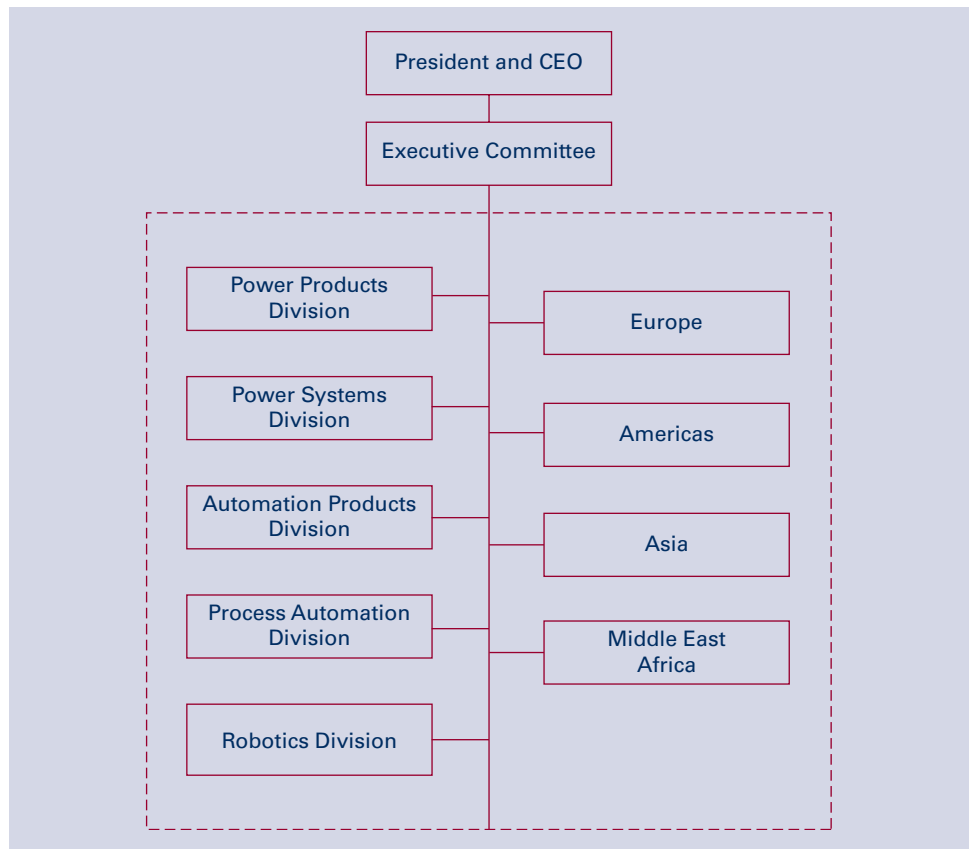 President and CEO
Executive Committee
Power Products
Division
Europe
Power Systems
Division
Americas
Automation Products
Division
Asia
Process Automation
Division
Middle East
Africa
Robotics Division